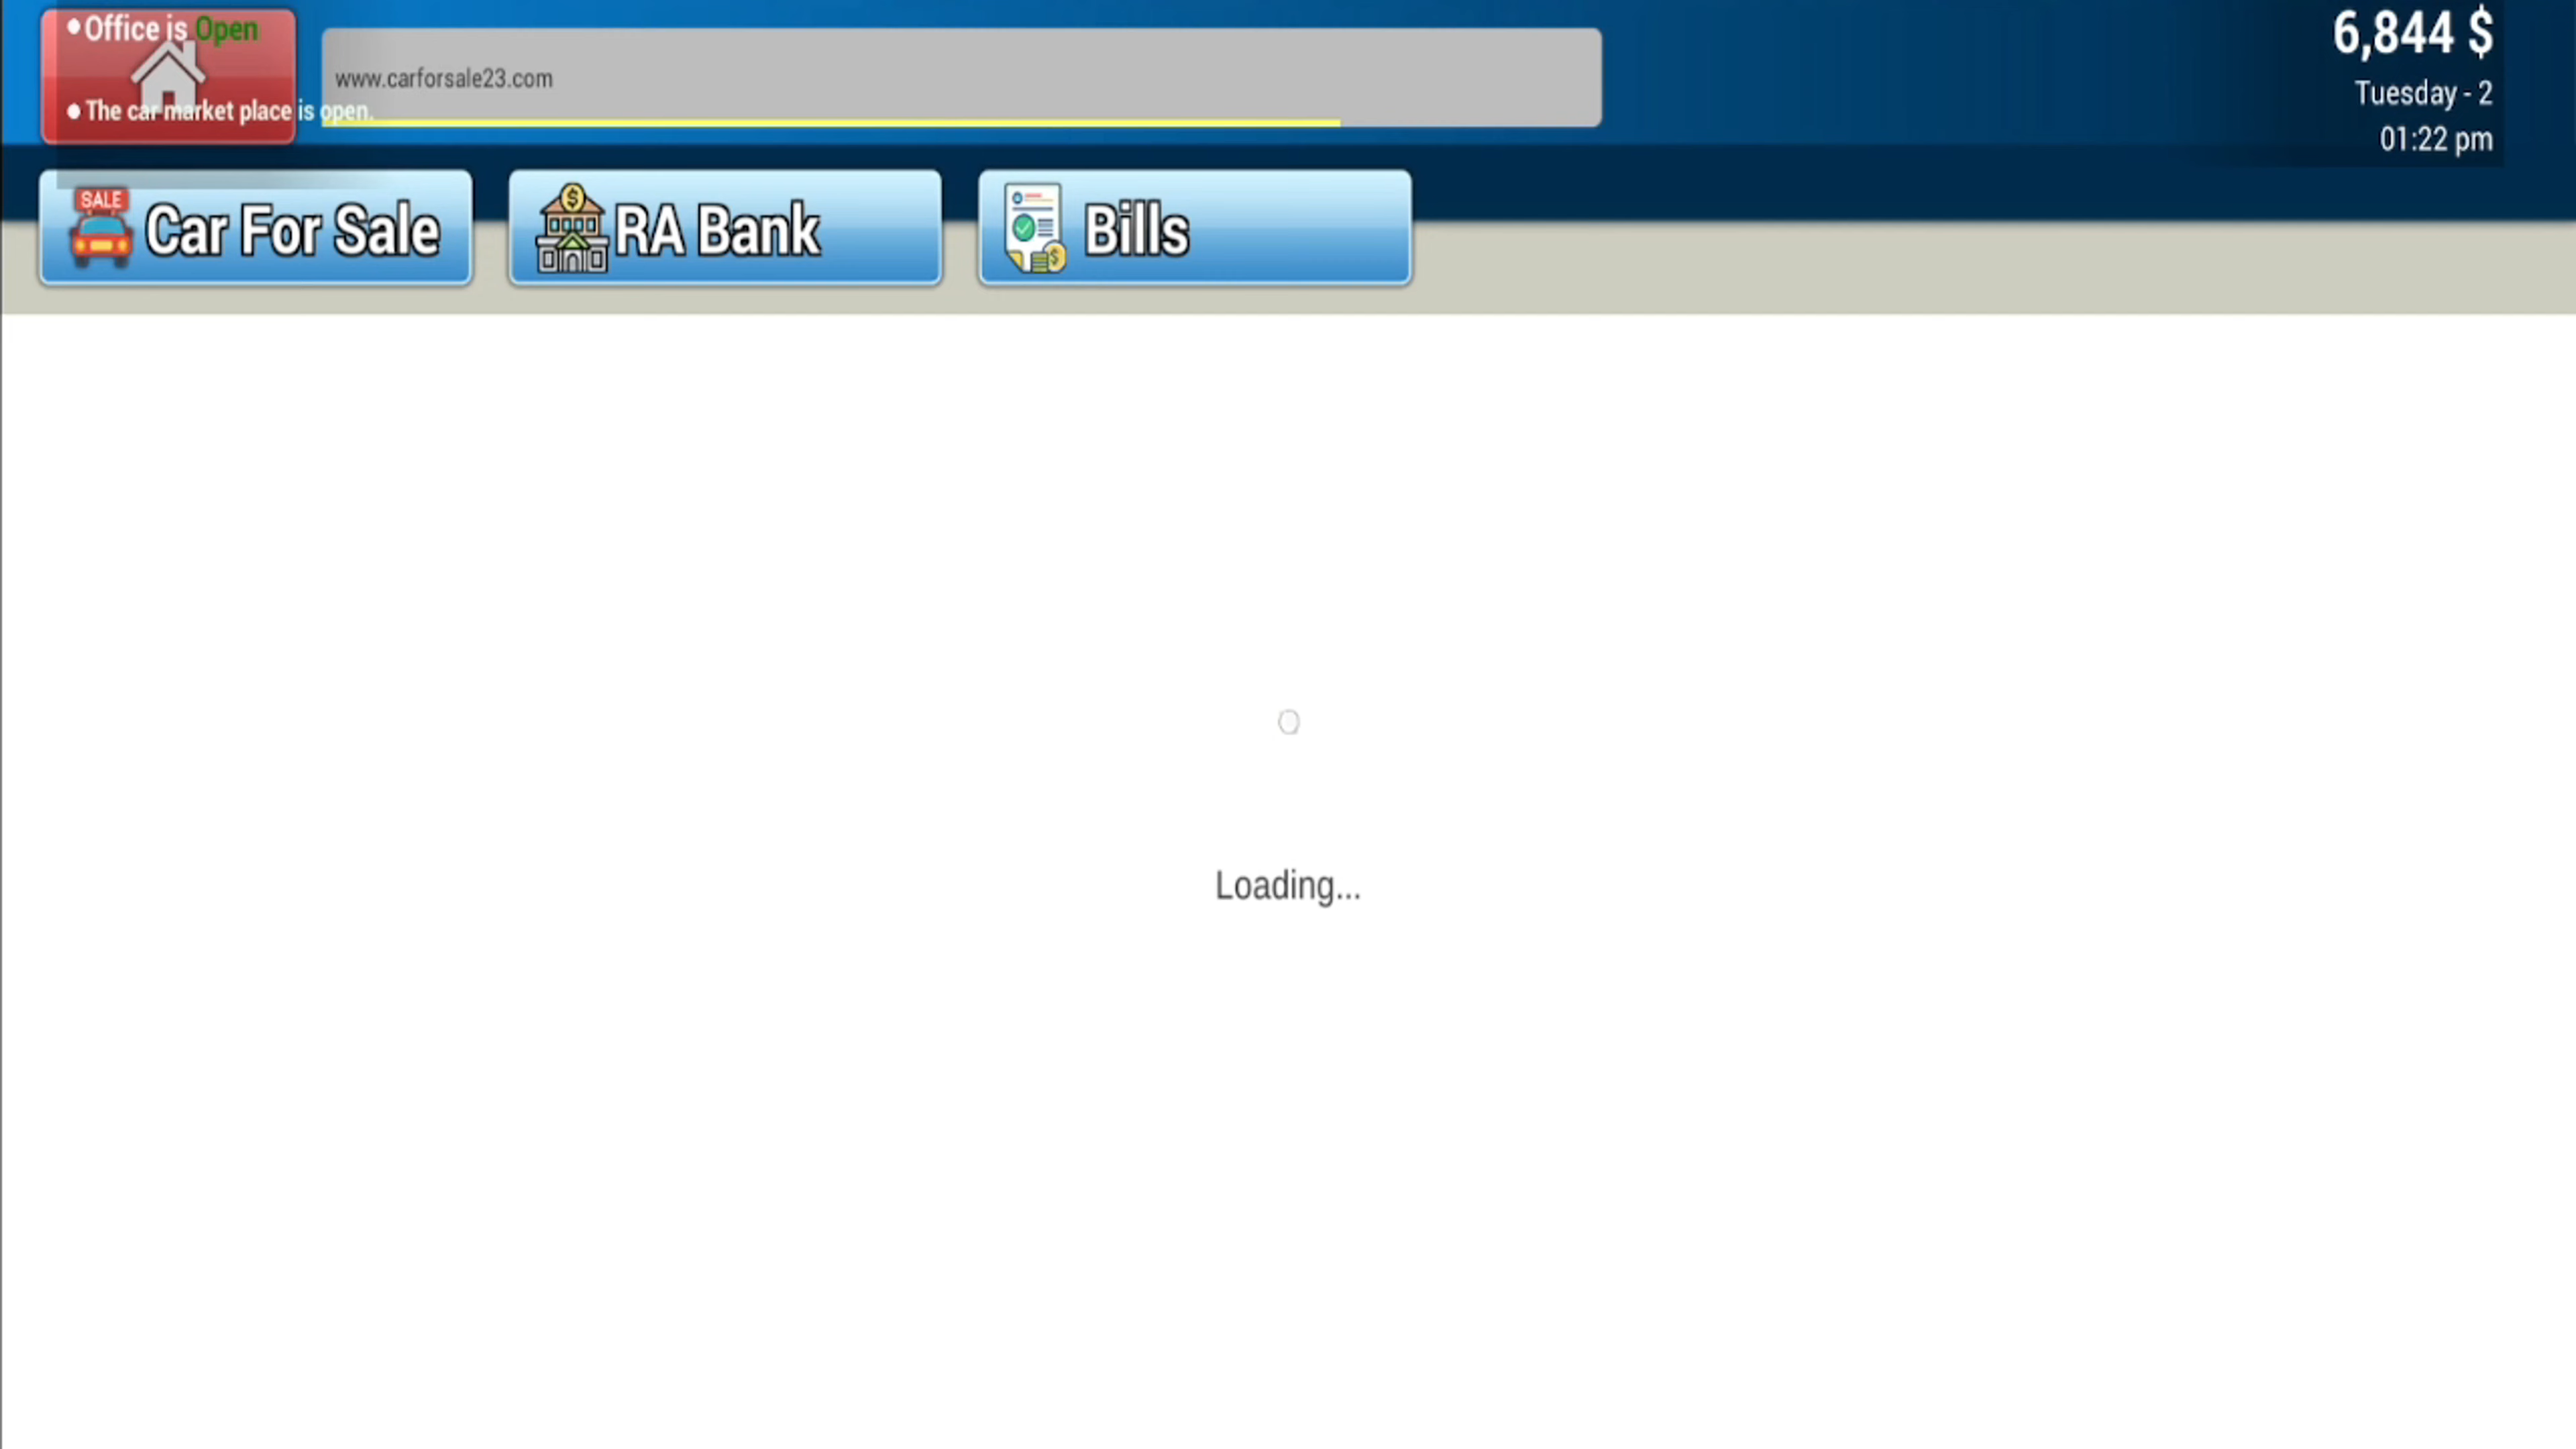 Office is Open
The car market place is open.
www.carforsale23.com
6,844 $
Tuesday - 2
01:22 pm
SALE
Car For Sale
RA Bank
Bills
Loading...